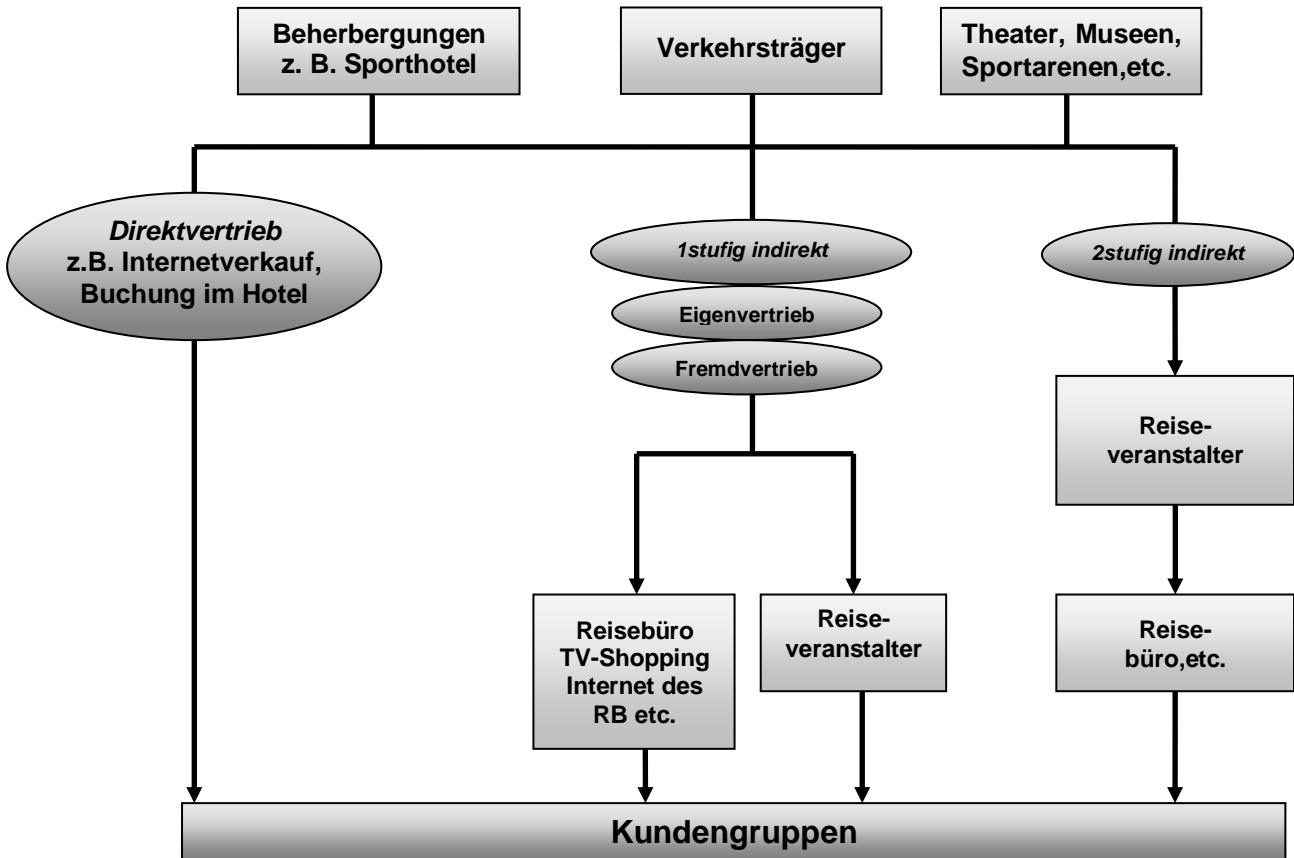 Beherbergungen
z. B. Sporthotel
Verkehrsträger
Theater, Museen,
Sportarenen,etc.
Direktvertrieb
z.B. Internetverkauf,
Buchung im Hotel
1stufig indirekt
Eigenvertrieb
Fremdvertrieb
2stufig indirekt
Reise-
veranstalter
Reisebüro
TV-Shopping
Internet des
RB etc.
Reise-
veranstalter
Reise-
büro,etc.
Kundengruppen